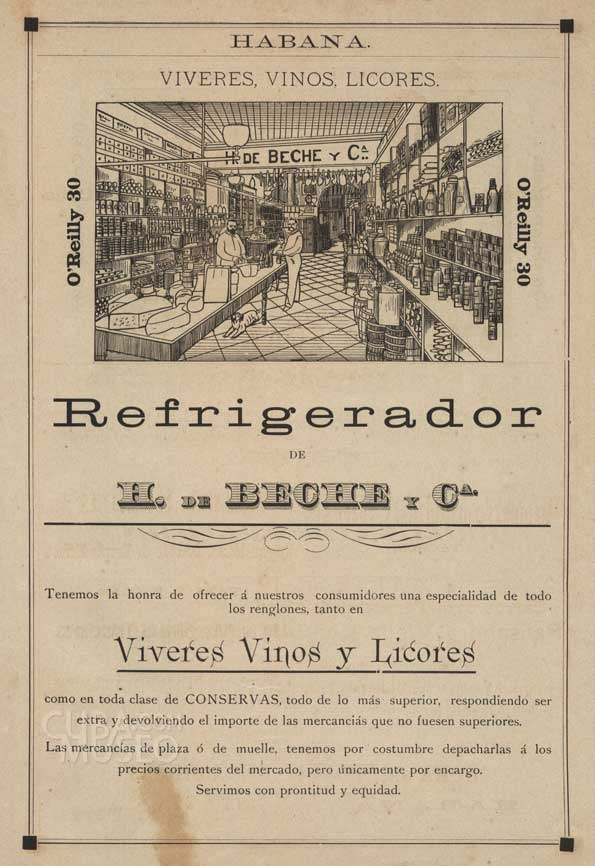 HABANA.
VIVERES, VINOS, LICORES.
O'Reilly 30
H. DE BECHE Y CA.
O'Reilly 30
Refrigerador
DE
H. DE BECHE Y CA.
Tenemos la honra de ofrecer á nuestros consumidores una especialidad de todo
los renglones, tanto en
Viveres Vinos y Licores
como en toda clase de CONSERVAS, todo de lo más superior, respondiendo ser
extra y devolviendo el importe de las mercanciás que no fuesen superiores.
Las mercancías de plaza ó de muelle, tenemos por costumbre depacharlas á los
precios corrientes del mercado, pero únicamente por encargo.
Servimos con prontitud y equidad.